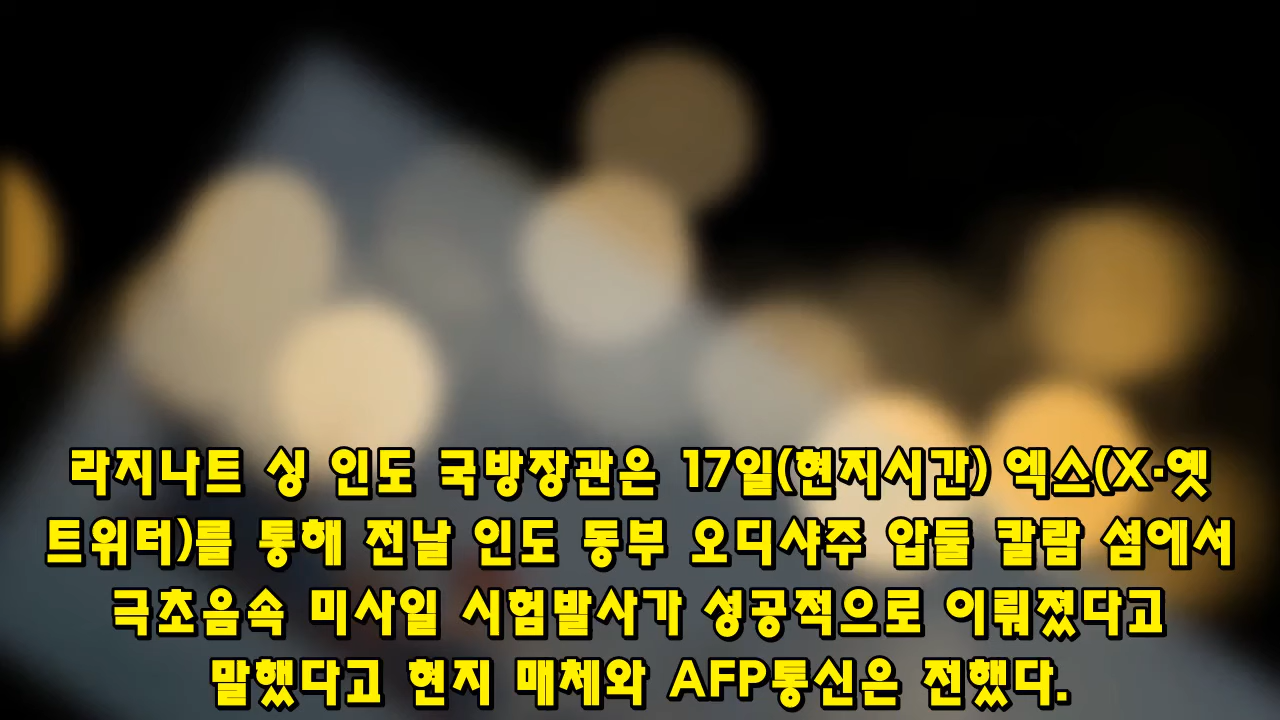 라지나트 싱 인도 국방장관은 17일(현지시간) 엑스(X·옛
트위터)를 통해 전날 인도 동부 오디샤주 압둘 칼람 섬에서
극초음속 미사일 시험발사가 성공적으로 이뤄졌다고
말했다고 현지 매체와 AFP통신은 전했다.